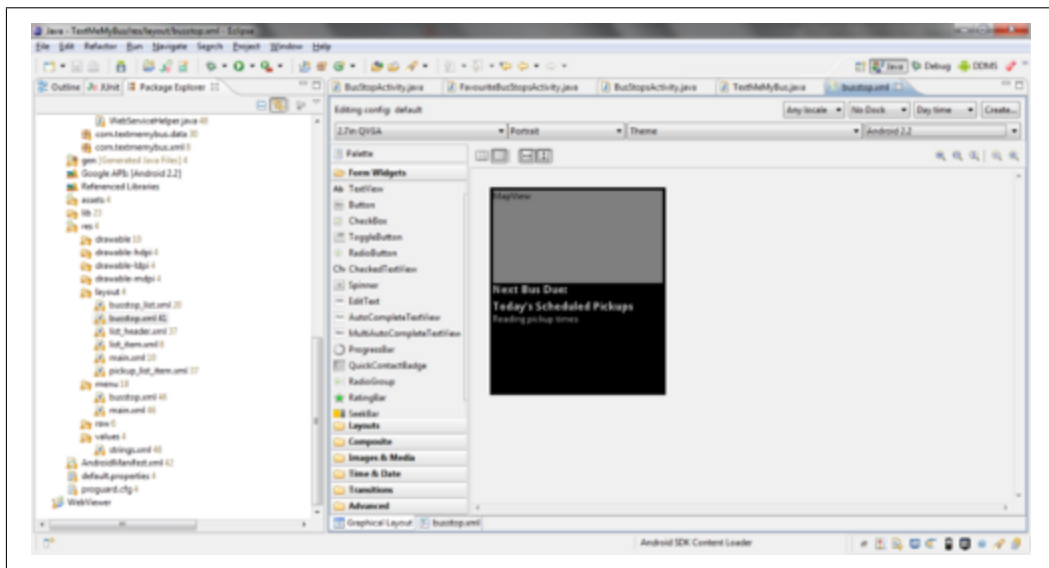 Java - TextMeMyBus/res/layout/busstop.xml - Eclipse
File Edit Refactor Run Navigate Search Project Window Help
Java Debug DDMS
Outline JUnit Package Explorer
WebServiceHelper.java
com.textmemybus.data
com.textmemybus.xml
gen [Generated Java Files]
Google APIs [Android 2.2]
Referenced Libraries
assets
lib
res
drawable
drawable-hdpi
drawable-ldpi
drawable-mdpi
layout
busstop_list.xml
busstop.xml
list_header.xml
list_item.xml
main.xml
pickup_list_item.xml
menu
busstop.xml
main.xml
raw
values
strings.xml
AndroidManifest.xml
default.properties
proguard.cfg
WebViewer
BusStopActivity.java FavouriteBusStopsActivity.java BusStopsActivity.java TextMeMyBus.java busstop.xml
Editing config: default Any locale No Dock Day time Create...
2.7in QVGA Portrait Theme Android 2.2
Palette
Form Widgets
Ab TextView
Button
CheckBox
ToggleButton
RadioButton
CheckedTextView
Spinner
EditText
AutoCompleteTextView
MultiAutoCompleteTextView
ProgressBar
QuickContactBadge
RadioGroup
RatingBar
SeekBar
Layouts
Composite
Images & Media
Time & Date
Transitions
Advanced
MapView
Next Bus Due:
Today's Scheduled Pickups
Reading pickup times
Graphical Layout busstop.xml
Android SDK Content Loader